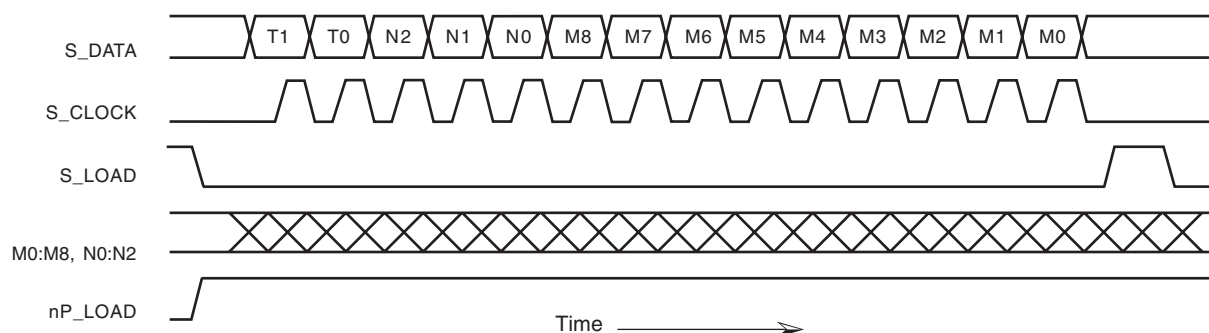 S_DATA T1 T0 N2 N1 N0 M8 M7 M6 M5 M4 M3 M2 M1 M0
S_CLOCK
S_LOAD
M0:M8, N0:N2
nP_LOAD
Time